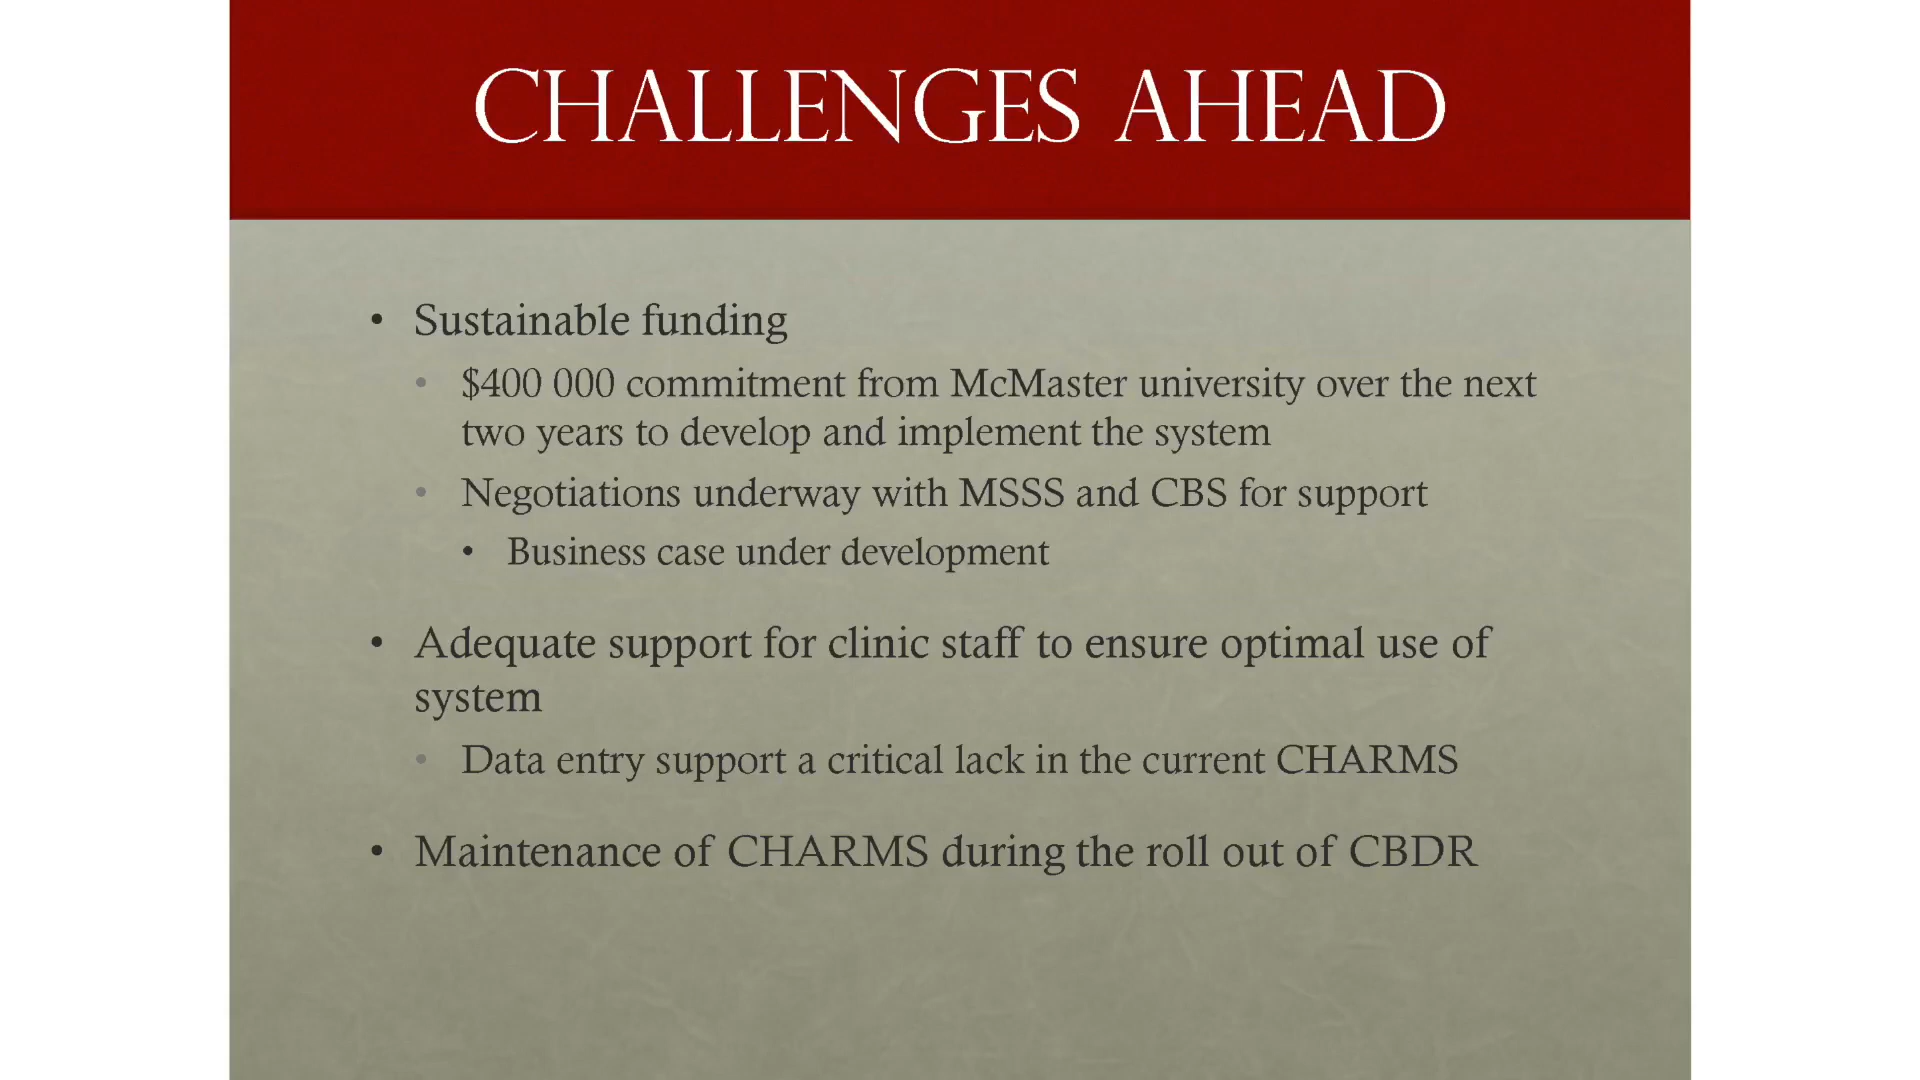 CHALLENGES AHEAD
• Sustainable funding
• $400 000 commitment from McMaster university over the next
two years to develop and implement the system
• Negotiations underway with MSSS and CBS for support
• Business case under development
• Adequate support for clinic staff to ensure optimal use of
system
• Data entry support a critical lack in the current CHARMS
• Maintenance of CHARMS during the roll out of CBDR